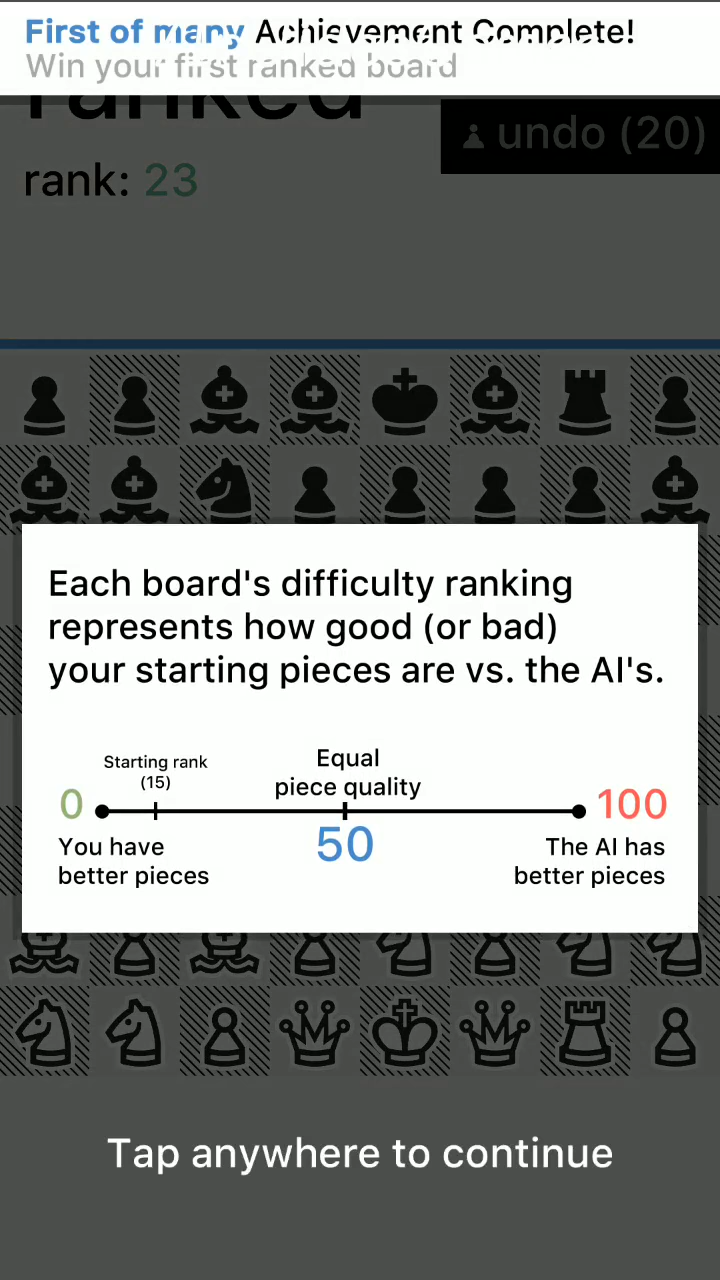 First of many Achievement Complete!
Win your first ranked board
ranked
undo (20)
rank: 23
Each board's difficulty ranking
represents how good (or bad)
your starting pieces are vs. the AI's.
Starting rank
(15)
Equal
piece quality
0
100
50
You have
better pieces
The AI has
better pieces
Tap anywhere to continue